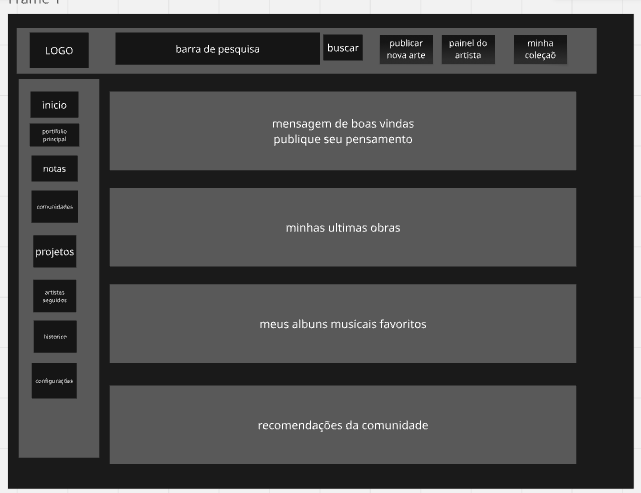 Frame 1
LOGO
barra de pesquisa
buscar
publicar
nova arte
painel do
artista
minha
coleçaõ
inicio
portifolio
principal
notas
comunidades
projetos
artistas
seguidos
historico
configurações
mensagem de boas vindas
publique seu pensamento
minhas ultimas obras
meus albuns musicais favoritos
recomendações da comunidade